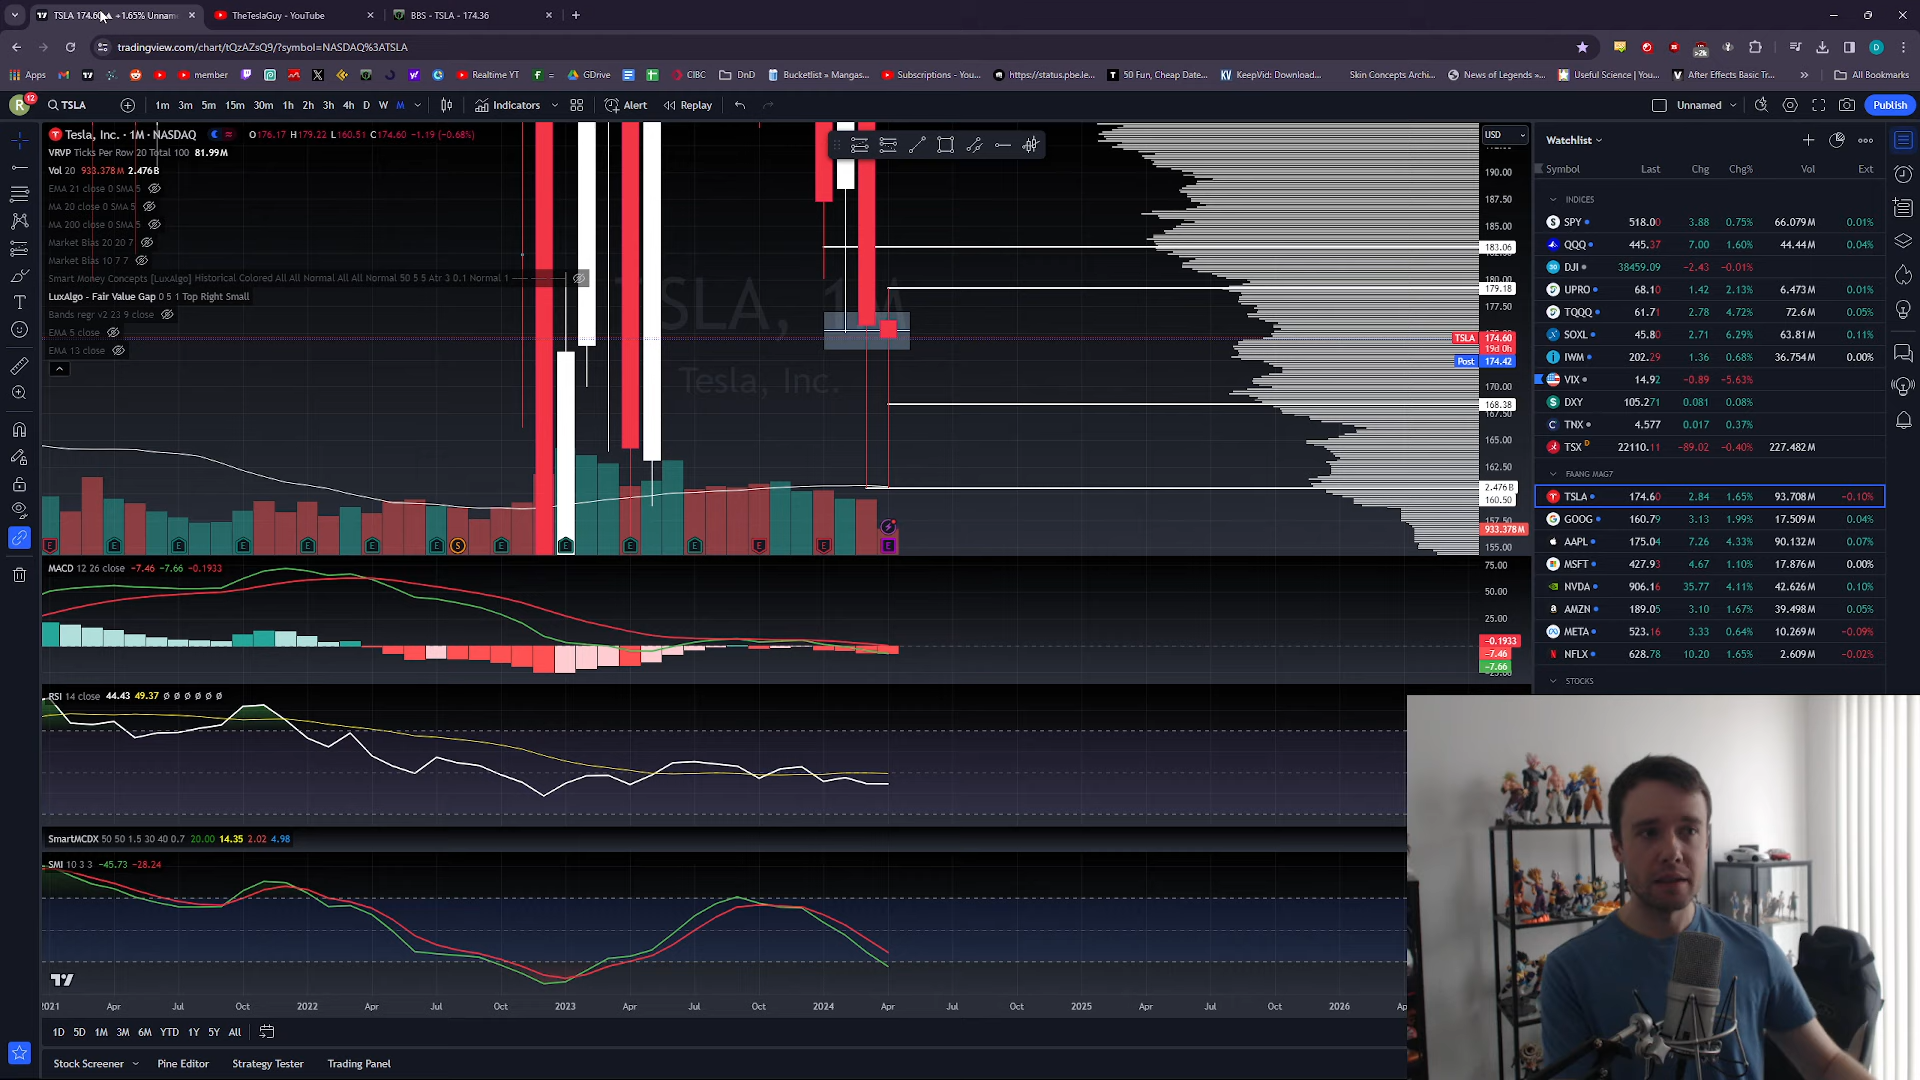 TSLA 174.60 ▲ +1.65% Unnam
TheTeslaGuy - YouTube
BBS - TSLA - 174.36
tradingview.com/chart/tQzAZsQ9/?symbol=NASDAQ%3ATSLA
Apps
member
Realtime YT
GDrive
CIBC
DnD
Bucketlist – Mangas...
Subscriptions - You...
https://status.pbe.le...
50 Fun, Cheap Date...
KeepVid: Download...
Skin Concepts Archi...
News of Legends »...
Useful Science | You...
After Effects Basic Tr...
All Bookmarks
TSLA
1m 3m 5m 15m 30m 1h 2h 3h 4h D W M
Indicators
Alert
Replay
Unnamed
Publish
Tesla, Inc. · 1M · NASDAQ
O176.17 H179.22 L160.51 C174.60 −1.19 (−0.68%)
VRVP Ticks Per Row 20 Total 100 81.99M
Vol 20 933.378M 2.476B
EMA 21 close 0 SMA 5
MA 20 close 0 SMA 5
MA 200 close 0 SMA 5
Market Bias 20 20 7
Market Bias 10 7 7
Smart Money Concepts [LuxAlgo] Historical Colored All All Normal All All Normal 50 5 5 Atr 3 0.1 Normal 1
LuxAlgo - Fair Value Gap 0 5 1 Top Right Small
Bands regr v2 23 9 close
EMA 5 close
EMA 13 close
TSLA, 1M
Tesla, Inc.
USD
190.00
187.50
185.00
183.06
180.00
179.18
177.50
TSLA 174.60
19d 0h
Post 174.42
170.00
168.38
167.50
165.00
162.50
2.476B
160.50
157.50
933.378M
155.00
MACD 12 26 close −7.46 −7.66 −0.1933
75.00
50.00
25.00
−0.1933
−7.46
−7.66
−25.00
RSI 14 close 44.43 49.37 Ø Ø Ø Ø Ø Ø
SmartMCDX 50 50 1.5 30 40 0.7 20.00 14.35 2.02 4.98
SMI 10 3 3 −45.73 −28.24
2021 Apr Jul Oct 2022 Apr Jul Oct 2023 Apr Jul Oct 2024 Apr Jul Oct 2025 Apr Jul Oct 2026
1D 5D 1M 3M 6M YTD 1Y 5Y All
Stock Screener
Pine Editor
Strategy Tester
Trading Panel
Watchlist
Symbol Last Chg Chg% Vol Ext
INDICES
SPY 518.00 3.88 0.75% 66.079M 0.01%
QQQ 445.37 7.00 1.60% 44.44M 0.04%
DJI 38459.09 −2.43 −0.01%
UPRO 68.10 1.42 2.13% 6.473M 0.01%
TQQQ 61.71 2.78 4.72% 72.6M 0.05%
SOXL 45.80 2.71 6.29% 63.81M 0.11%
IWM 202.29 1.36 0.68% 36.754M 0.00%
VIX 14.92 −0.89 −5.63%
DXY 105.271 0.081 0.08%
TNX 4.577 0.017 0.37%
TSX D 22110.11 −89.02 −0.40% 227.482M
FAANG MAG7
TSLA 174.60 2.84 1.65% 93.708M −0.10%
GOOG 160.79 3.13 1.99% 17.509M 0.04%
AAPL 175.04 7.26 4.33% 90.132M 0.07%
MSFT 427.93 4.67 1.10% 17.876M 0.00%
NVDA 906.16 35.77 4.11% 42.626M 0.10%
AMZN 189.05 3.10 1.67% 39.498M 0.05%
META 523.16 3.33 0.64% 10.269M −0.09%
NFLX 628.78 10.20 1.65% 2.609M −0.02%
STOCKS